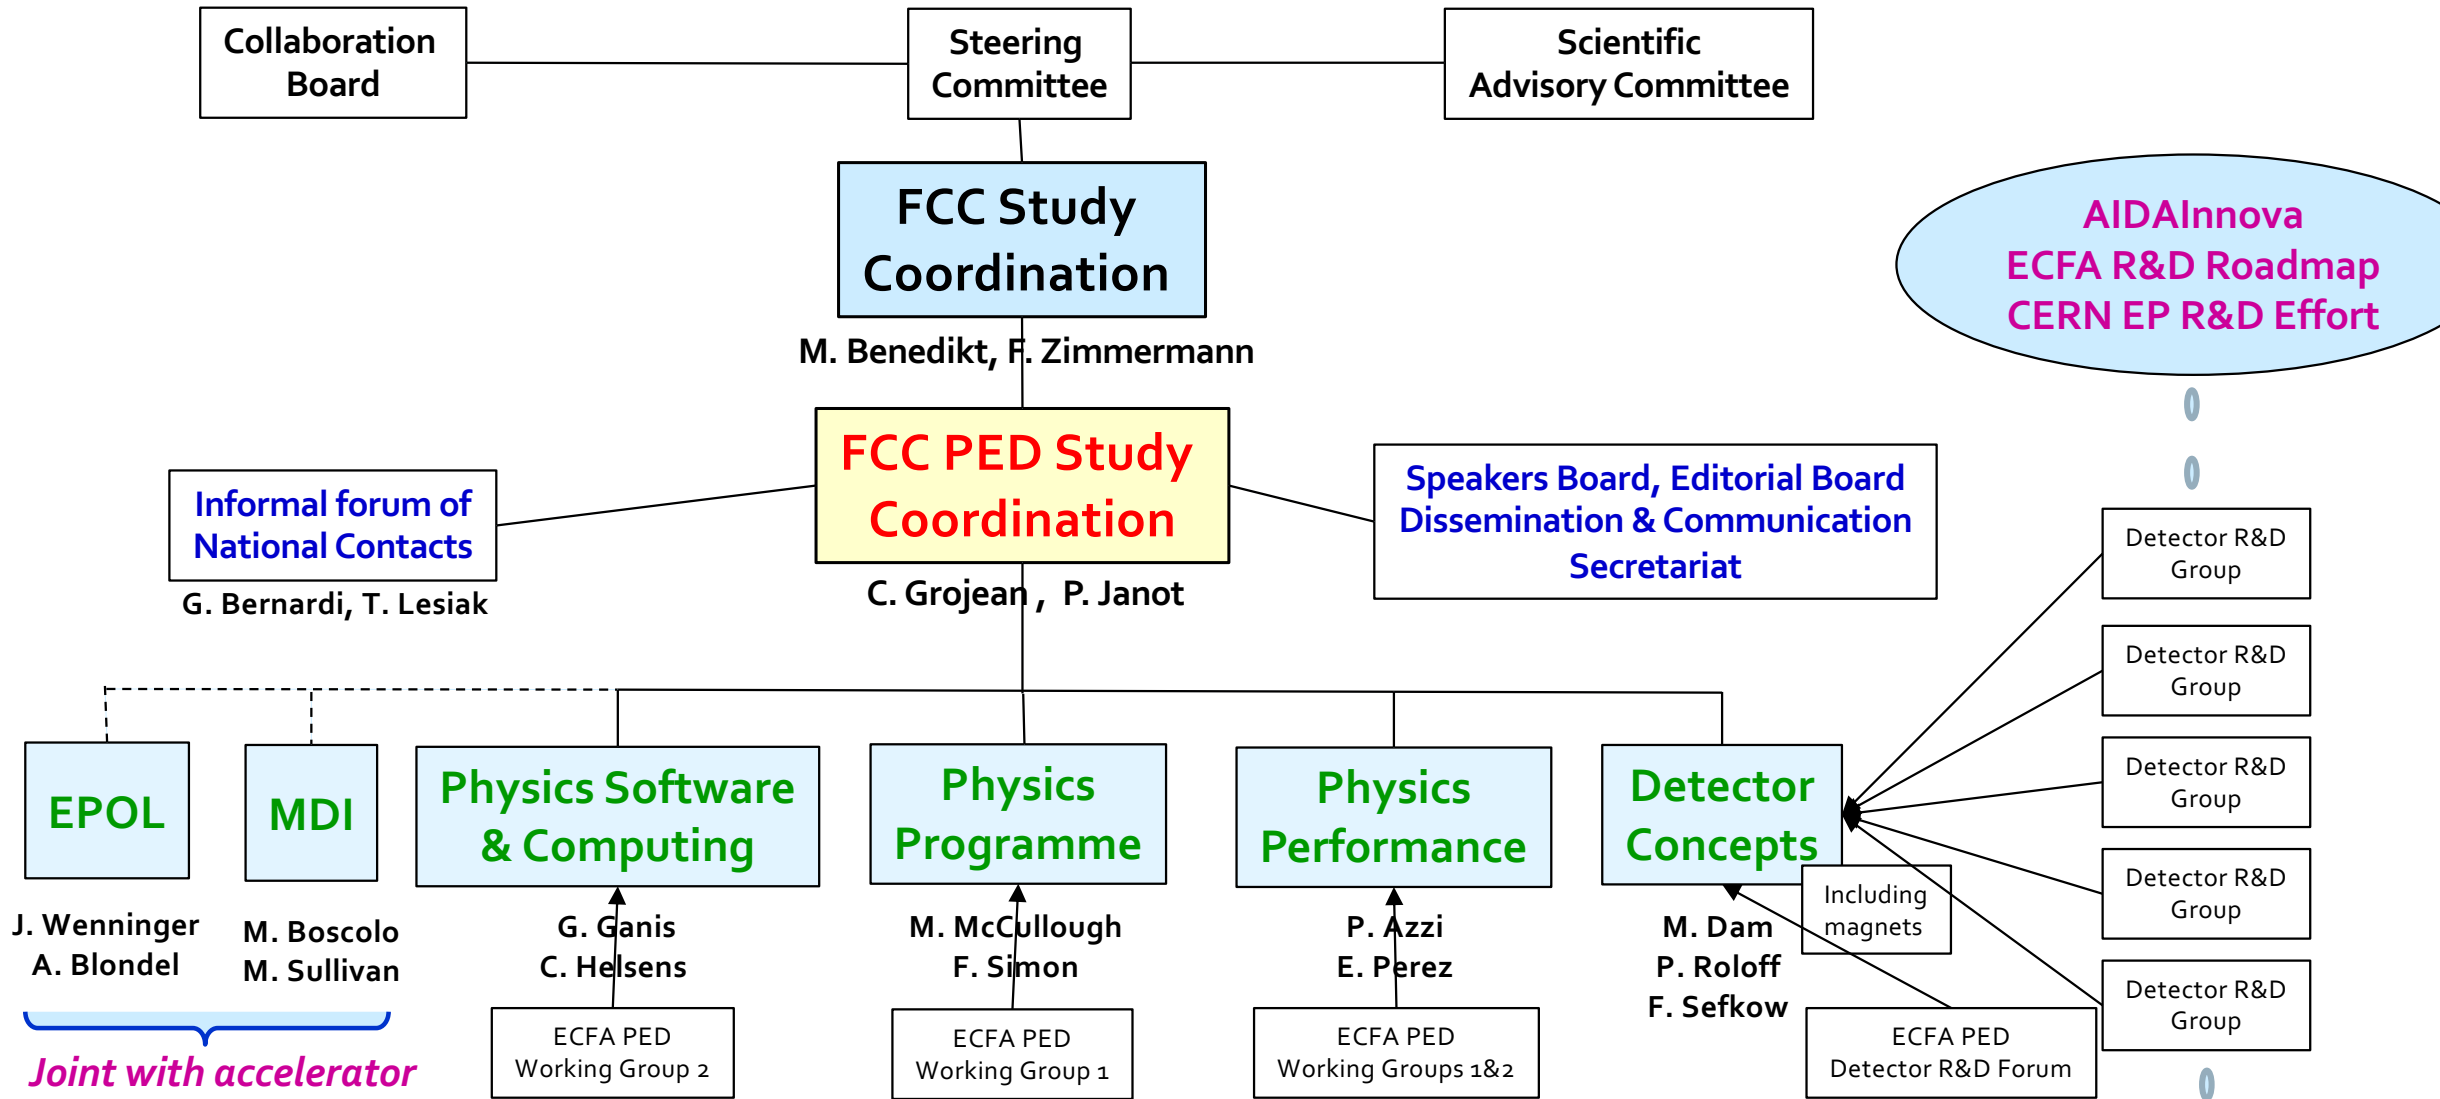 Collaboration
Board
Steering
Committee
Scientific
Advisory Committee
FCC Study
Coordination
M. Benedikt, F. Zimmermann
AIDAInnova
ECFA R&D Roadmap
CERN EP R&D Effort
FCC PED Study
Coordination
C. Grojean , P. Janot
Informal forum of
National Contacts
G. Bernardi, T. Lesiak
Speakers Board, Editorial Board
Dissemination & Communication
Secretariat
Detector R&D
Group
Detector R&D
Group
Detector R&D
Group
Detector R&D
Group
Detector R&D
Group
EPOL
J. Wenninger
A. Blondel
MDI
M. Boscolo
M. Sullivan
Joint with accelerator
Physics Software
& Computing
G. Ganis
C. Helsens
ECFA PED
Working Group 2
Physics
Programme
M. McCullough
F. Simon
ECFA PED
Working Group 1
Physics
Performance
P. Azzi
E. Perez
ECFA PED
Working Groups 1&2
Detector
Concepts
Including
magnets
M. Dam
P. Roloff
F. Sefkow
ECFA PED
Detector R&D Forum